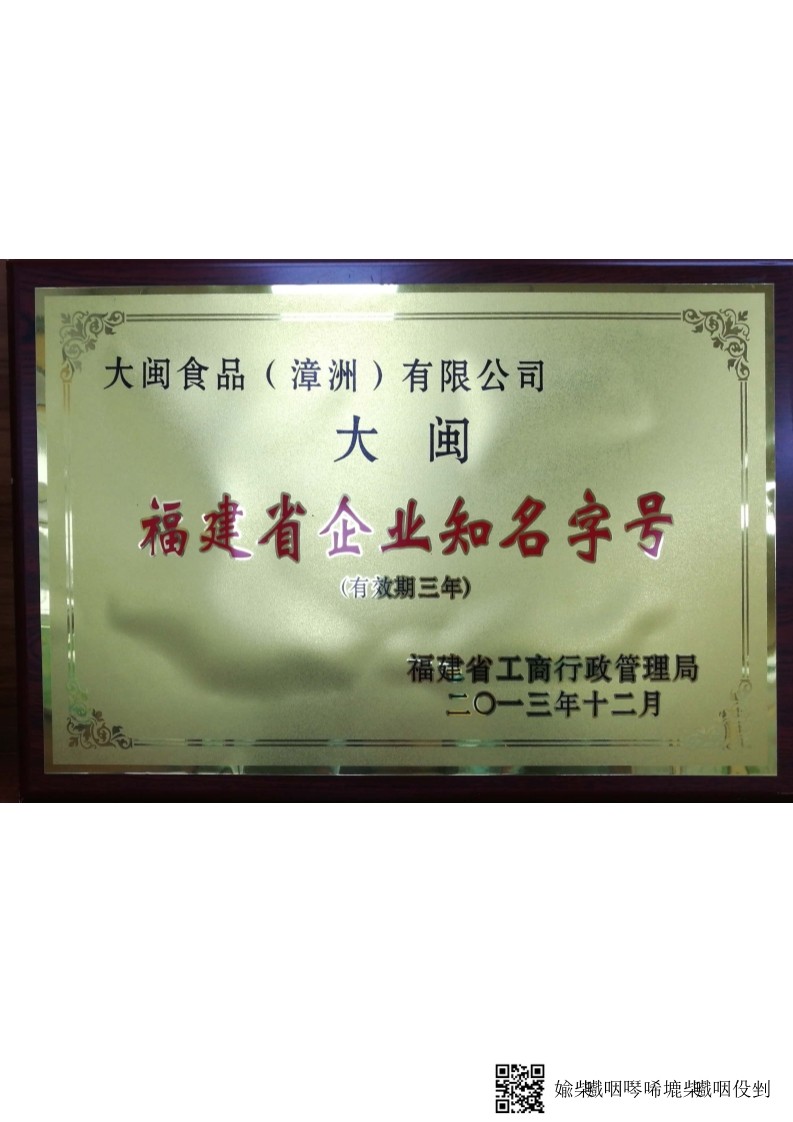 大闽食品（漳洲）有限公司
大 闽
福建省企业知名字号
(有效期三年)
福建省工商行政管理局
二〇一三年十二月